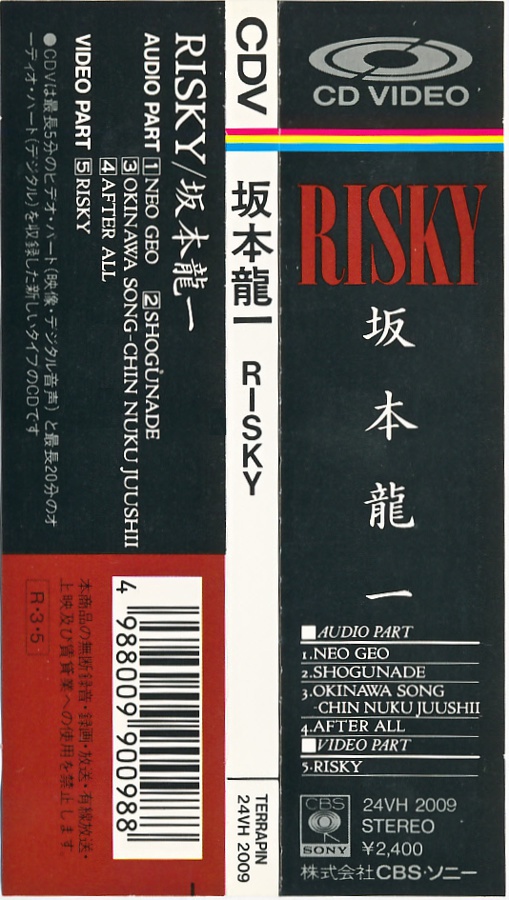 CD VIDEO
RISKY
坂本龍一
AUDIO PART
1.NEO GEO
2.SHOGUNADE
3.OKINAWA SONG
-CHIN NUKU JUUSHII
4.AFTER ALL
VIDEO PART
5.RISKY
CBS
SONY
24VH 2009
STEREO
¥2,400
株式会社CBS・ソニー
CDV
坂本龍一
RISKY
TERRAPIN
24VH 2009
RISKY/坂本龍一
AUDIO PART 1 NEO GEO 2 SHOGUNADE
3 OKINAWA SONG-CHIN NUKU JUUSHII
4 AFTER ALL
VIDEO PART 5 RISKY
●CDVは最長5分のビデオ・パート(映像・デジタル音声)と最長20分のオ
ーディオ・パート(デジタル)を収録した新しいタイプのCDです
4 988009 900988
本商品の無断録音・録画・放送・有線放送・
上映及び賃貸業への使用を禁止します。
R・3・5